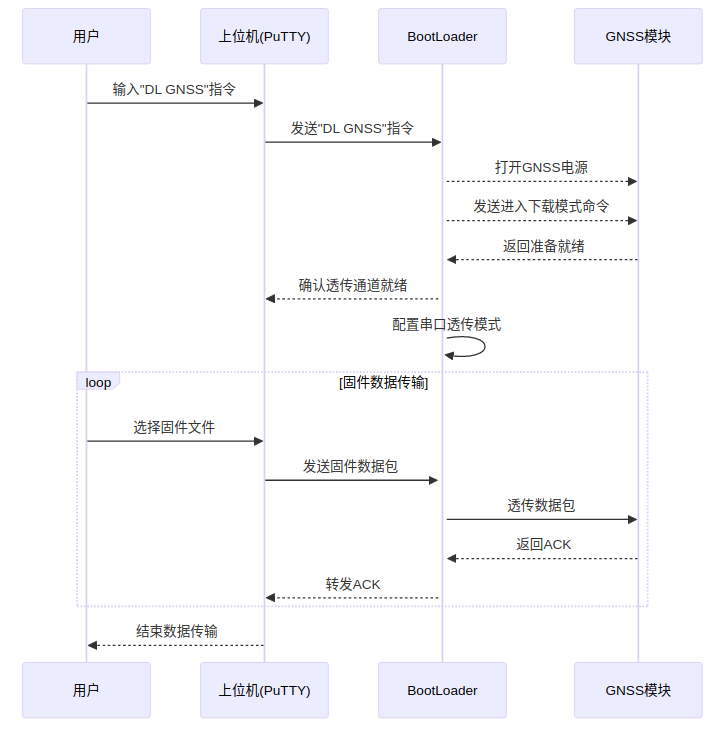 用户
上位机(PuTTY)
BootLoader
GNSS模块
输入"DL GNSS"指令
发送"DL GNSS"指令
打开GNSS电源
发送进入下载模式命令
返回准备就绪
确认透传通道就绪
配置串口透传模式
loop
[固件数据传输]
选择固件文件
发送固件数据包
透传数据包
返回ACK
转发ACK
结束数据传输
用户
上位机(PuTTY)
BootLoader
GNSS模块